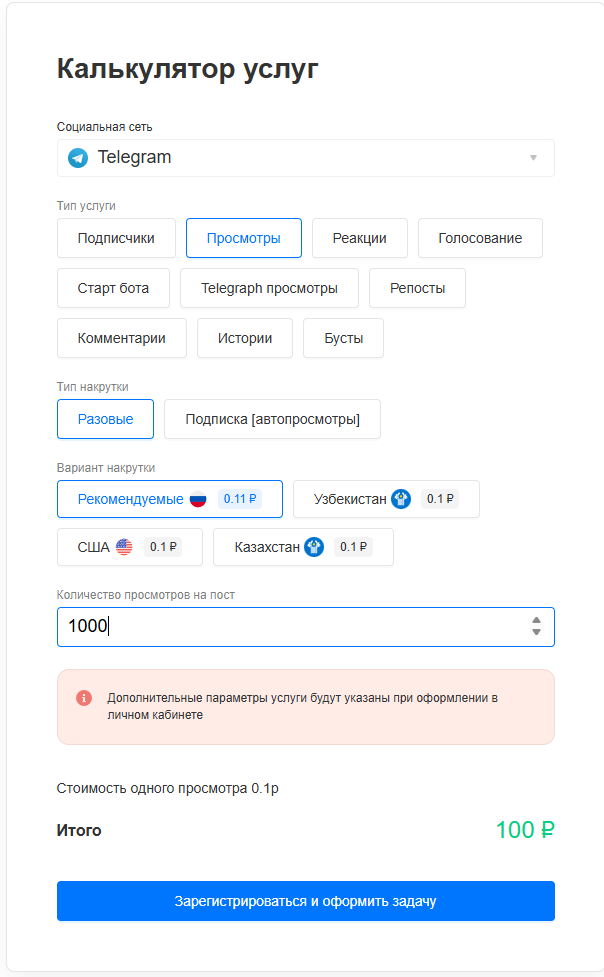 Калькулятор услуг
Социальная сеть
Telegram
Тип услуги
Подписчики Просмотры Реакции Голосование
Старт бота Telegraph просмотры Репосты
Комментарии Истории Бусты
Тип накрутки
Разовые Подписка [автопросмотры]
Вариант накрутки
Рекомендуемые 0.11 ₽ Узбекистан 0.1 ₽
США 0.1 ₽ Казахстан 0.1 ₽
Количество просмотров на пост
1000
Дополнительные параметры услуги будут указаны при оформлении в
личном кабинете
Стоимость одного просмотра 0.1р
Итого 100 ₽
Зарегистрироваться и оформить задачу